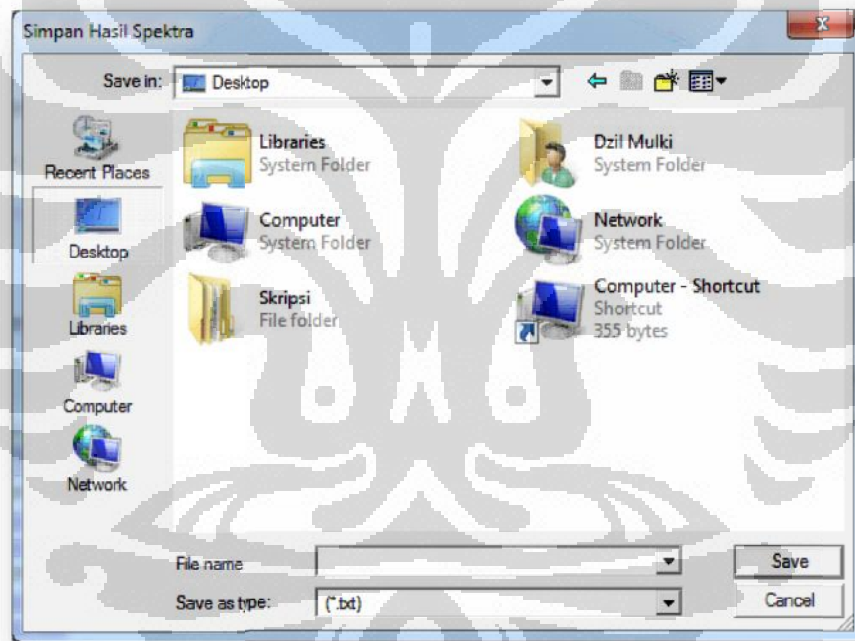 Simpan Hasil Spektra
Save in:
Desktop
Recent Places
Desktop
Libraries
Computer
Network
Libraries
System Folder
Dzil Mulki
System Folder
Computer
System Folder
Network
System Folder
Skripsi
File folder
Computer - Shortcut
Shortcut
355 bytes
File name
Save
Save as type:
(*.txt)
Cancel